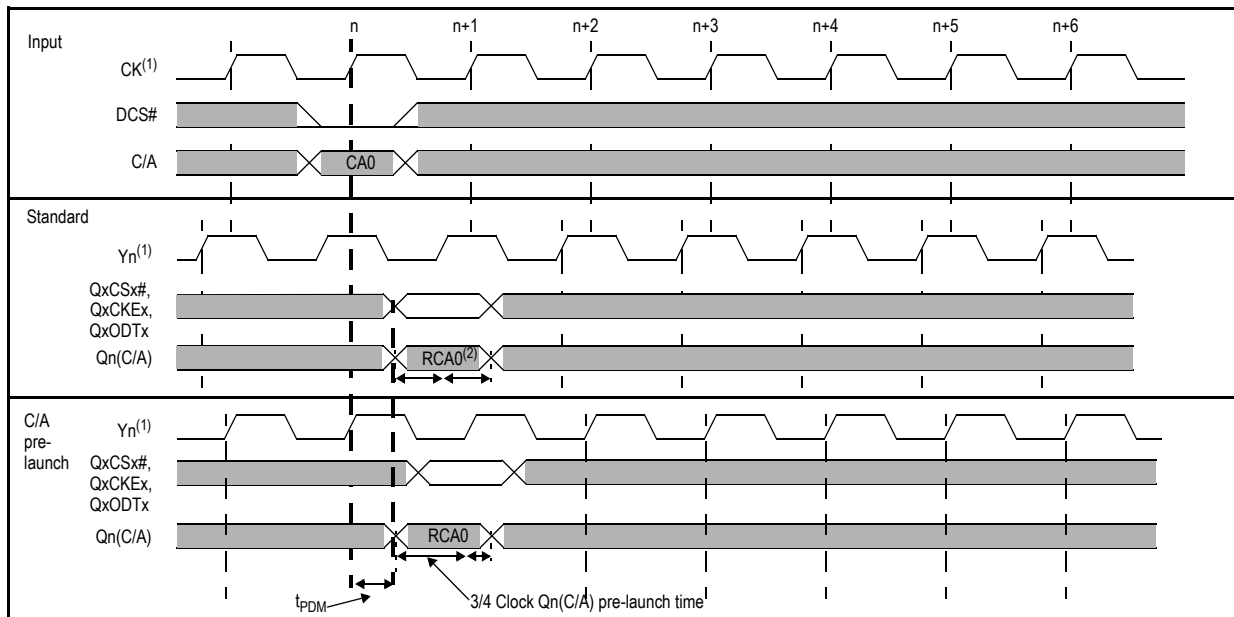 n n+1 n+2 n+3 n+4 n+5 n+6
Input
CK(1)
DCS#
C/A CA0
Standard
Yn(1)
QxCSx#,
QxCKEx,
QxODTx
Qn(C/A) RCA0(2)
C/A
pre-
launch
Yn(1)
QxCSx#,
QxCKEx,
QxODTx
Qn(C/A) RCA0
tPDM 3/4 Clock Qn(C/A) pre-launch time